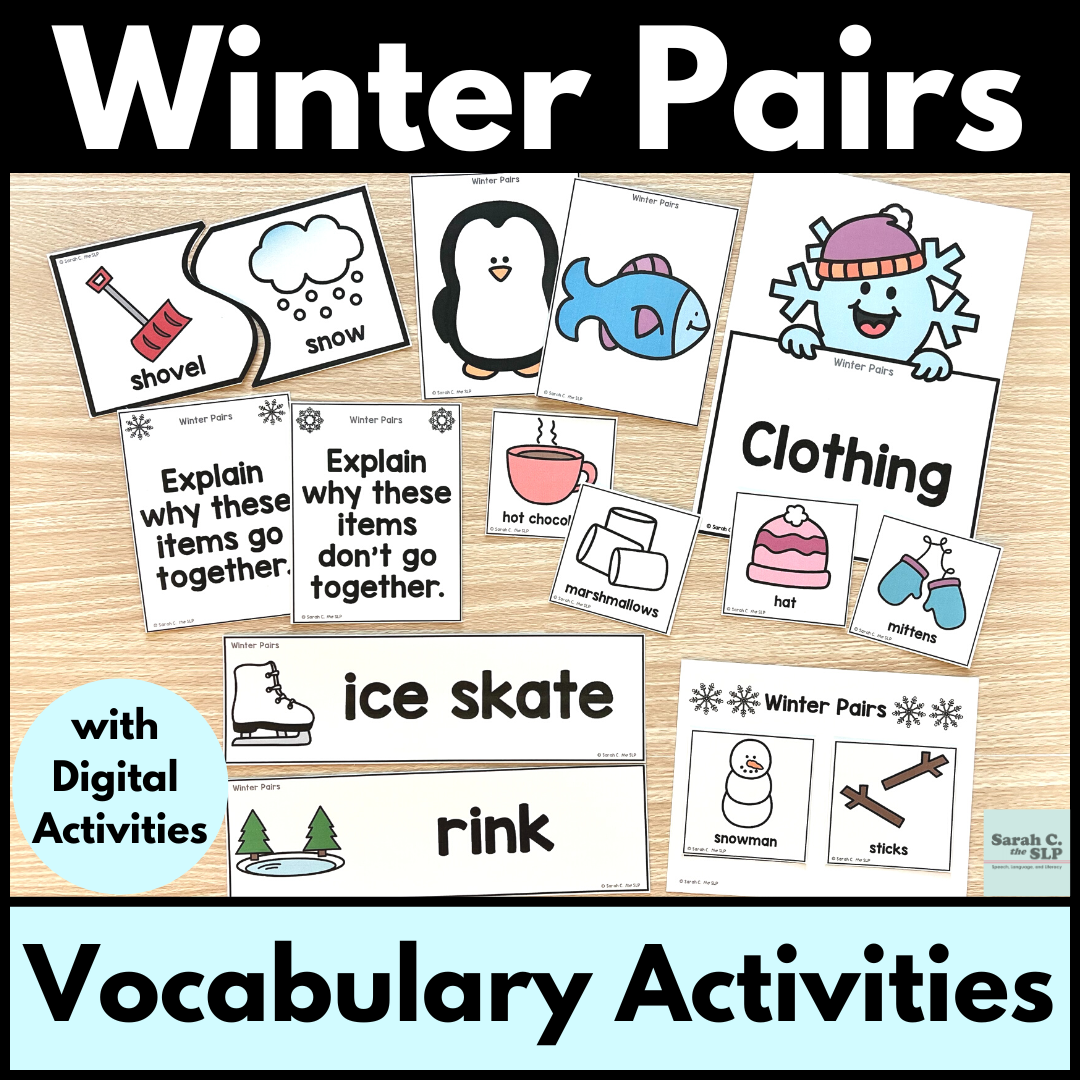 Winter Pairs
© Sarah C. the SLP
shovel
snow
Winter Pairs
© Sarah C. the SLP
Winter Pairs
© Sarah C. the SLP
Winter Pairs
Clothing
© Sarah C.
Winter Pairs
Explain
why these
items go
together.
© Sarah C. the SLP
Winter Pairs
Explain
why these
items
don't go
together.
© Sarah C. the SLP
hot chocol
© Sarah C. the SLP
marshmallows
© Sarah C. the SLP
hat
© Sarah C. the SLP
mittens
© Sarah C. the SLP
Winter Pairs
ice skate
© Sarah C. the SLP
Winter Pairs
rink
© Sarah C. the SLP
Winter Pairs
snowman
© Sarah C. the SLP
sticks
© Sarah C. the SLP
© Sarah C. the SLP
with
Digital
Activities
Sarah C.
the SLP
Speech, Language, and Literacy
Vocabulary Activities